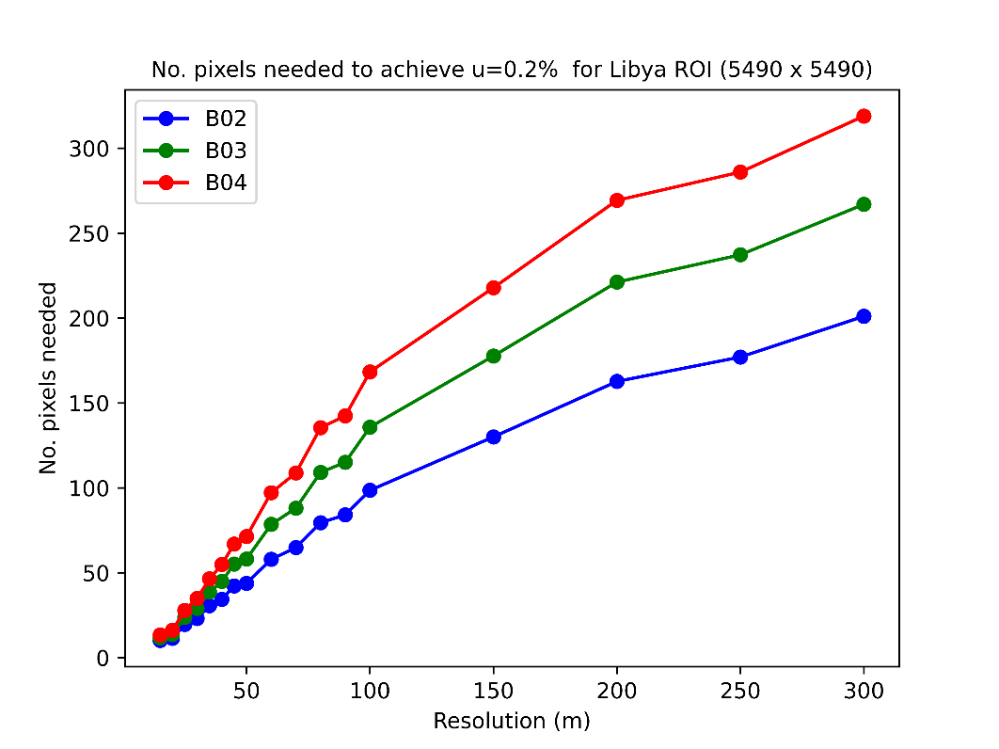 No. pixels needed to achieve u=0.2%  for Libya ROI (5490 x 5490)
B02
B03
B04
300
250
200
150
100
50
0
No. pixels needed
50 100 150 200 250 300
Resolution (m)